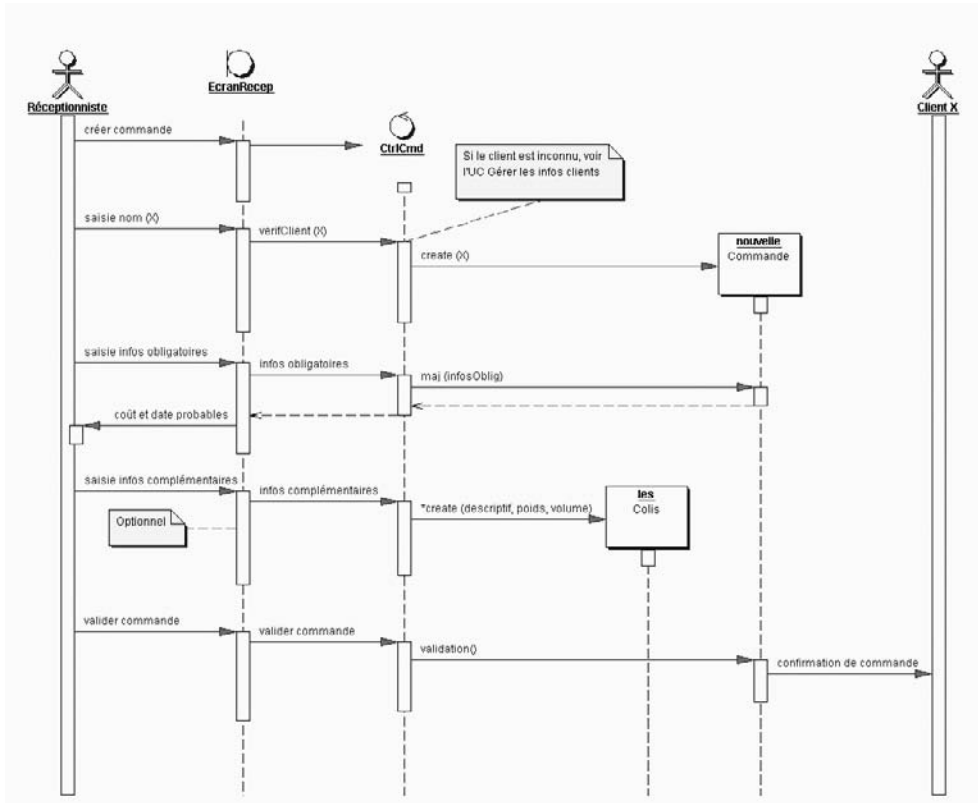 EcranRecep
Réceptionniste
Client X
créer commande
CtrlCmd
Si le client est inconnu, voir
l'UC Gérer les infos clients
saisie nom (X)
verifClient (X)
nouvelle
Commande
create (X)
saisie infos obligatoires
infos obligatoires
maj (infosOblig)
coût et date probables
saisie infos complémentaires
infos complémentaires
les
Colis
*create (descriptif, poids, volume)
Optionnel
valider commande
valider commande
validation()
confirmation de commande